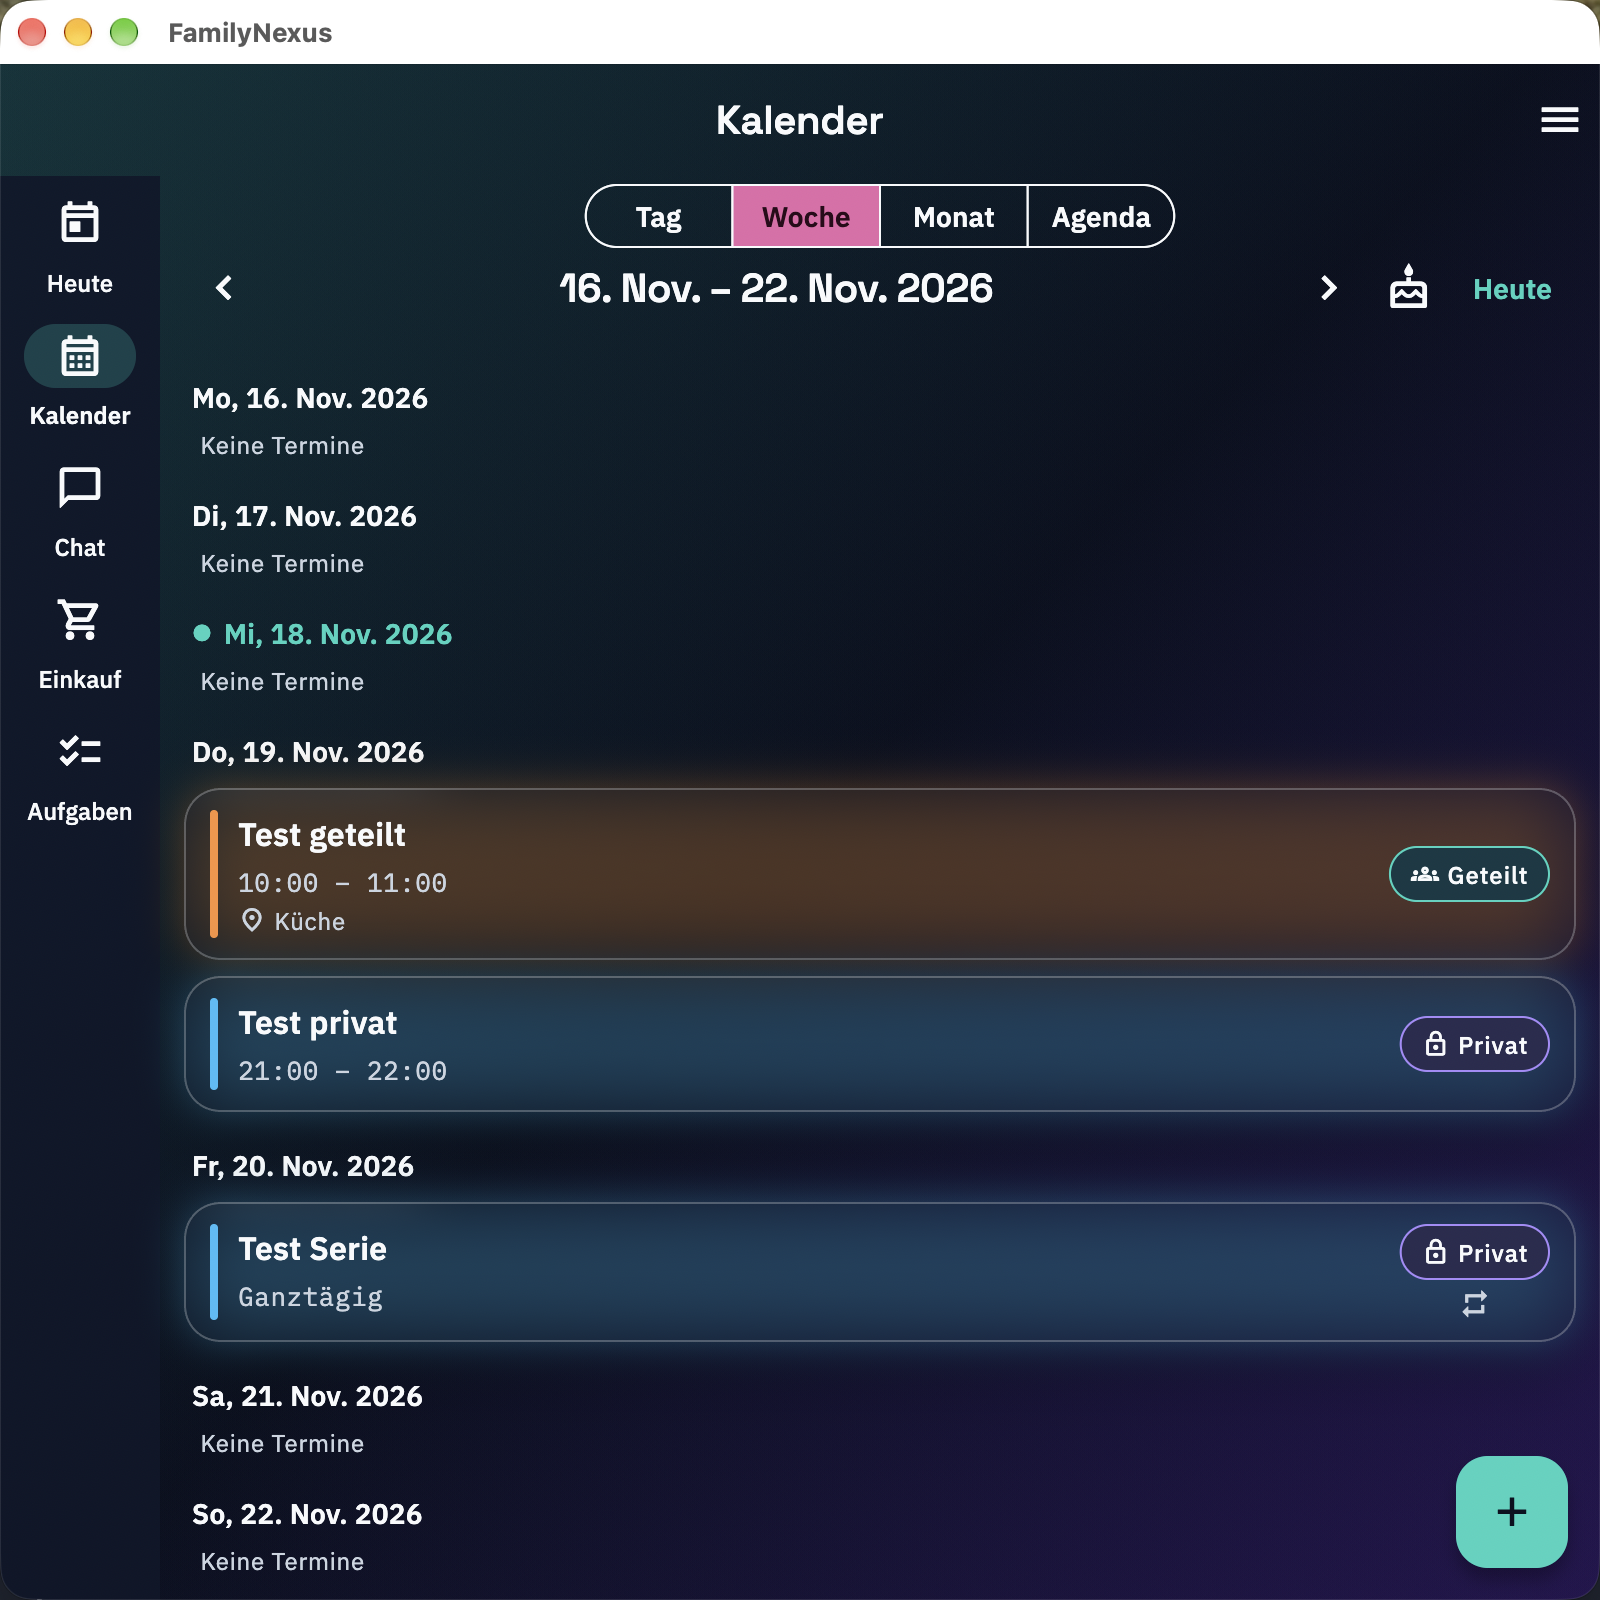 FamilyNexus
Kalender
Tag Woche Monat Agenda
16. Nov. – 22. Nov. 2026 Heute
Heute
Kalender
Chat
Einkauf
Aufgaben
Mo, 16. Nov. 2026
Keine Termine
Di, 17. Nov. 2026
Keine Termine
Mi, 18. Nov. 2026
Keine Termine
Do, 19. Nov. 2026
Test geteilt
10:00 – 11:00
Küche
Geteilt
Test privat
21:00 – 22:00
Privat
Fr, 20. Nov. 2026
Test Serie
Ganztägig
Privat
Sa, 21. Nov. 2026
Keine Termine
So, 22. Nov. 2026
Keine Termine
+